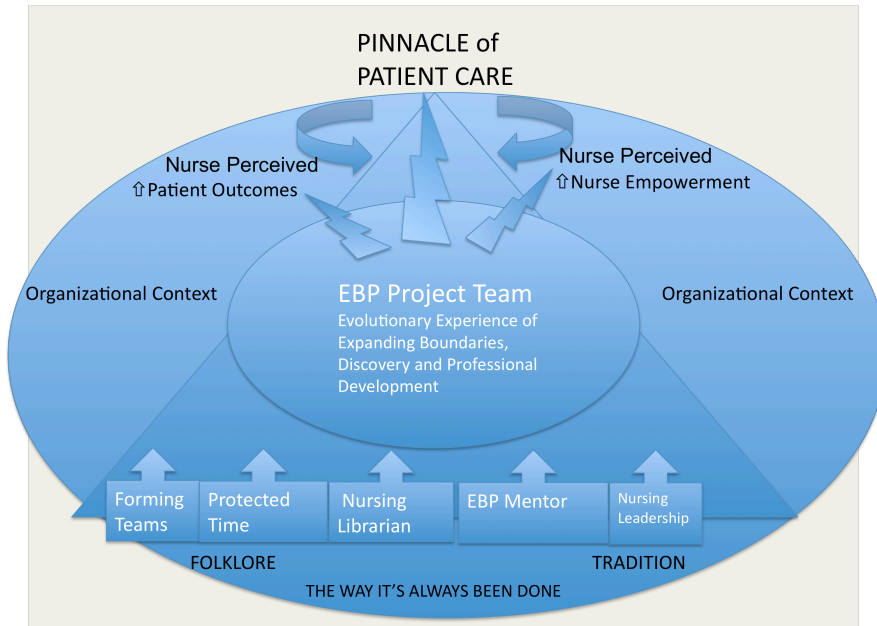 PINNACLE of
PATIENT CARE
Nurse Perceived
⇧Patient Outcomes
Nurse Perceived
⇧Nurse Empowerment
Organizational Context
Organizational Context
EBP Project Team
Evolutionary Experience of
Expanding Boundaries,
Discovery and Professional
Development
Forming
Teams
Protected
Time
Nursing
Librarian
EBP Mentor
Nursing
Leadership
FOLKLORE
TRADITION
THE WAY IT'S ALWAYS BEEN DONE